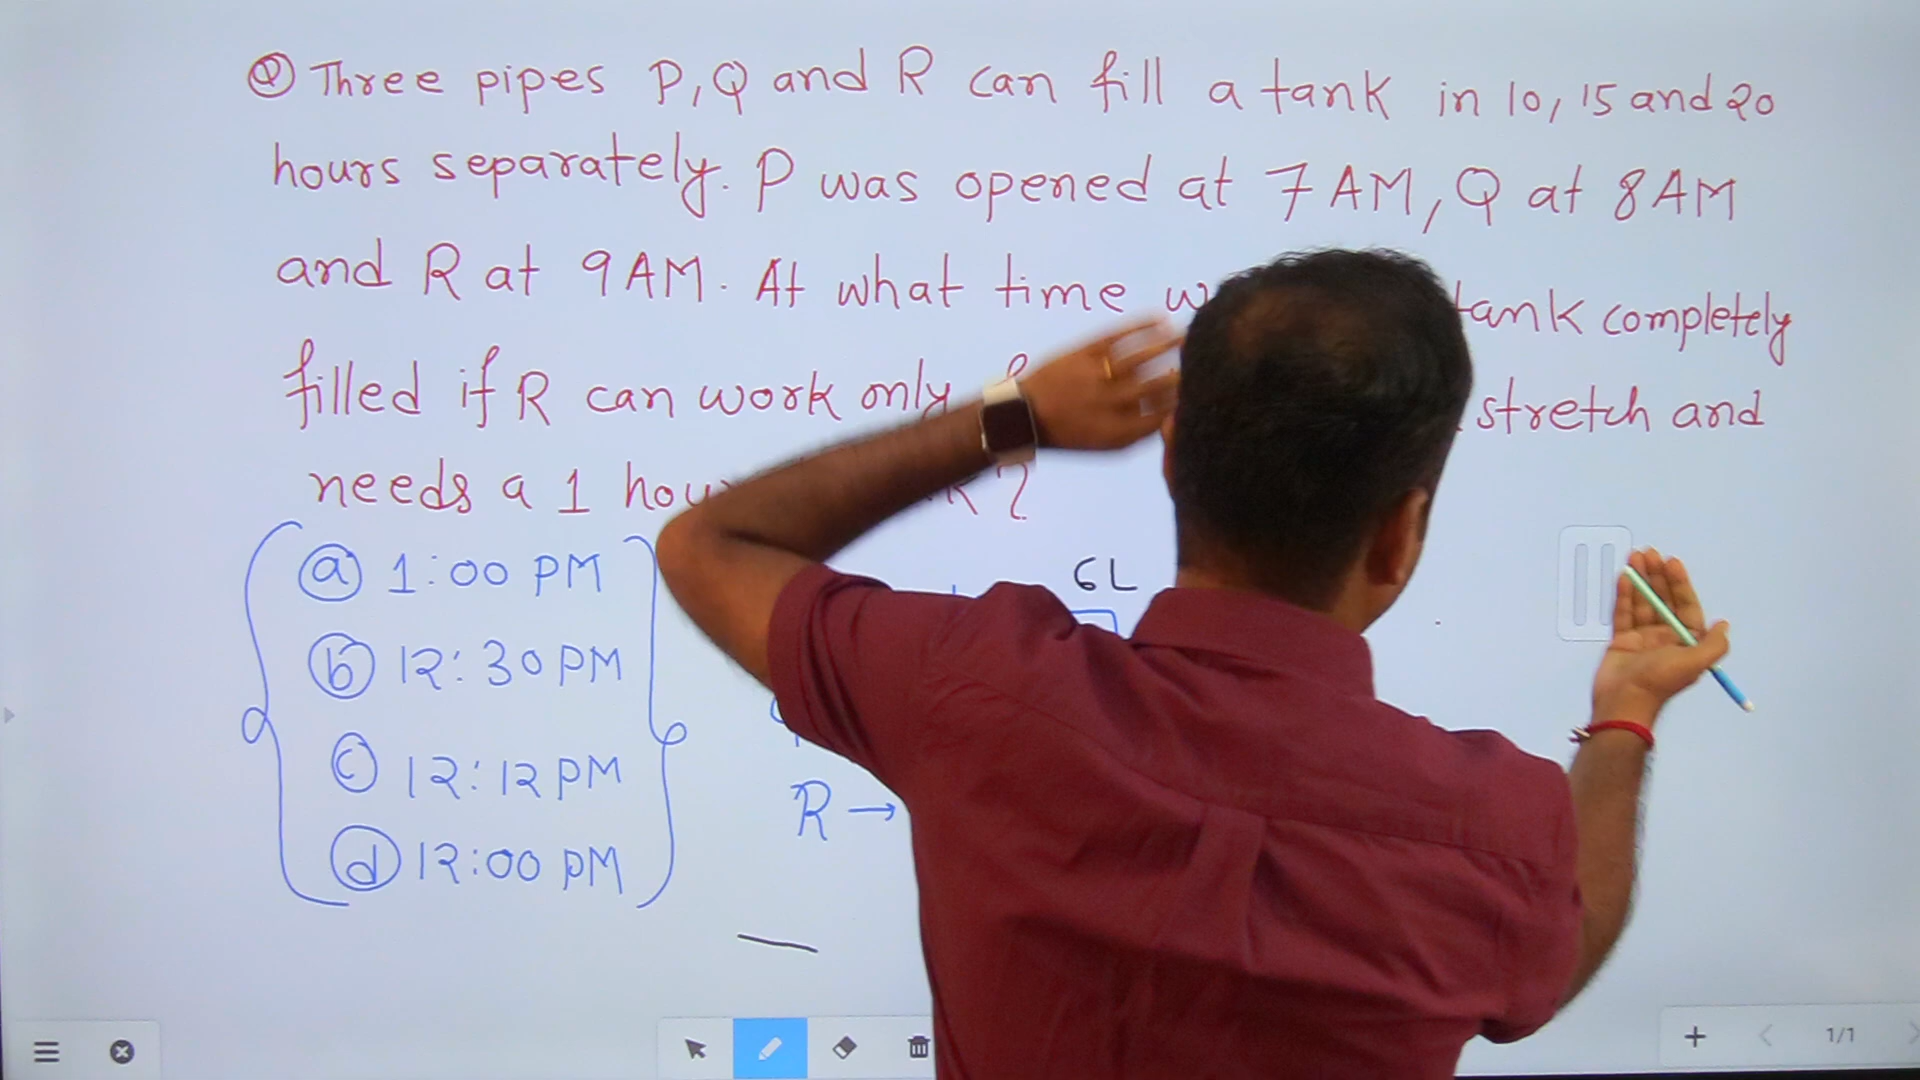 Q Three pipes P, Q and R can fill a tank in 10, 15 and 20
hours separately. P was opened at 7 AM, Q at 8 AM
and R at 9 AM. At what time tank completely
filled if R can work only stretch and
needs a 1 ?
a 1:00 PM
b 12:30 PM
c 12:12 PM
d 12:00 PM
6L
R →
1/1